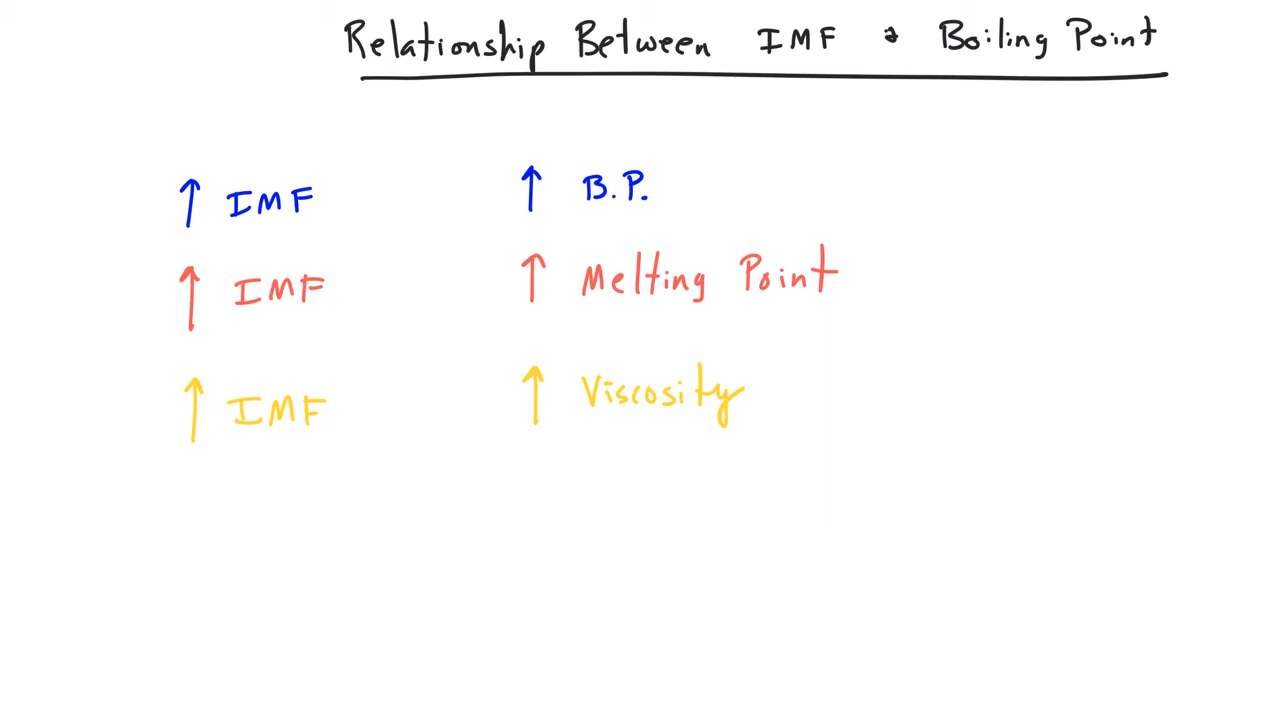 Relationship Between IMF & Boiling Point
↑ IMF ↑ B.P.
↑ IMF ↑ Melting Point
↑ IMF ↑ Viscosity